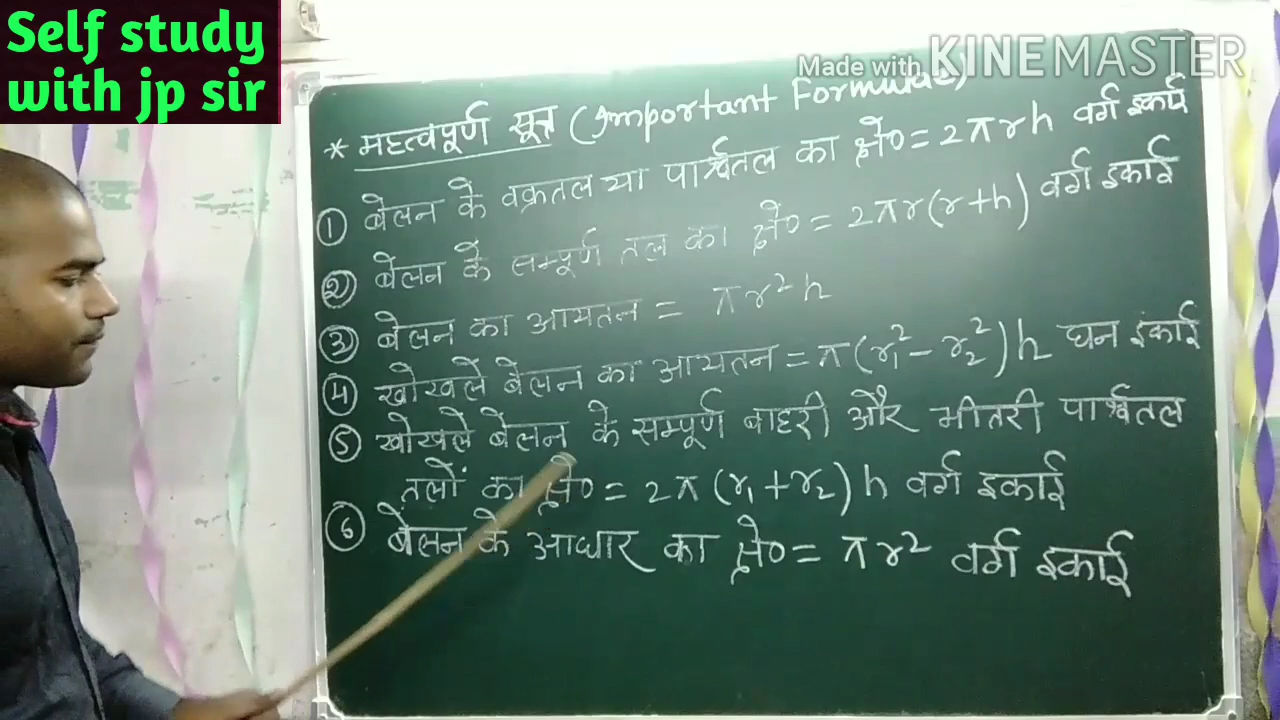 Self study
with jp sir
Made with KINEMASTER
* महत्वपूर्ण सूत्र (Important Formulae)
① बेलन के वक्रतल या पार्श्वतल का क्षे० = 2πrh वर्ग इकाई
② बेलन के सम्पूर्ण तल का क्षे० = 2πr(r+h) वर्ग इकाई
③ बेलन का आयतन = πr²h
④ खोखले बेलन का आयतन = π(r₁² - r₂²)h घन इकाई
⑤ खोखले बेलन के सम्पूर्ण बाहरी और भीतरी पार्श्वतल
तलों का क्षे० = 2π(r₁+r₂)h वर्ग इकाई
⑥ बेलन के आधार का क्षे० = πr² वर्ग इकाई